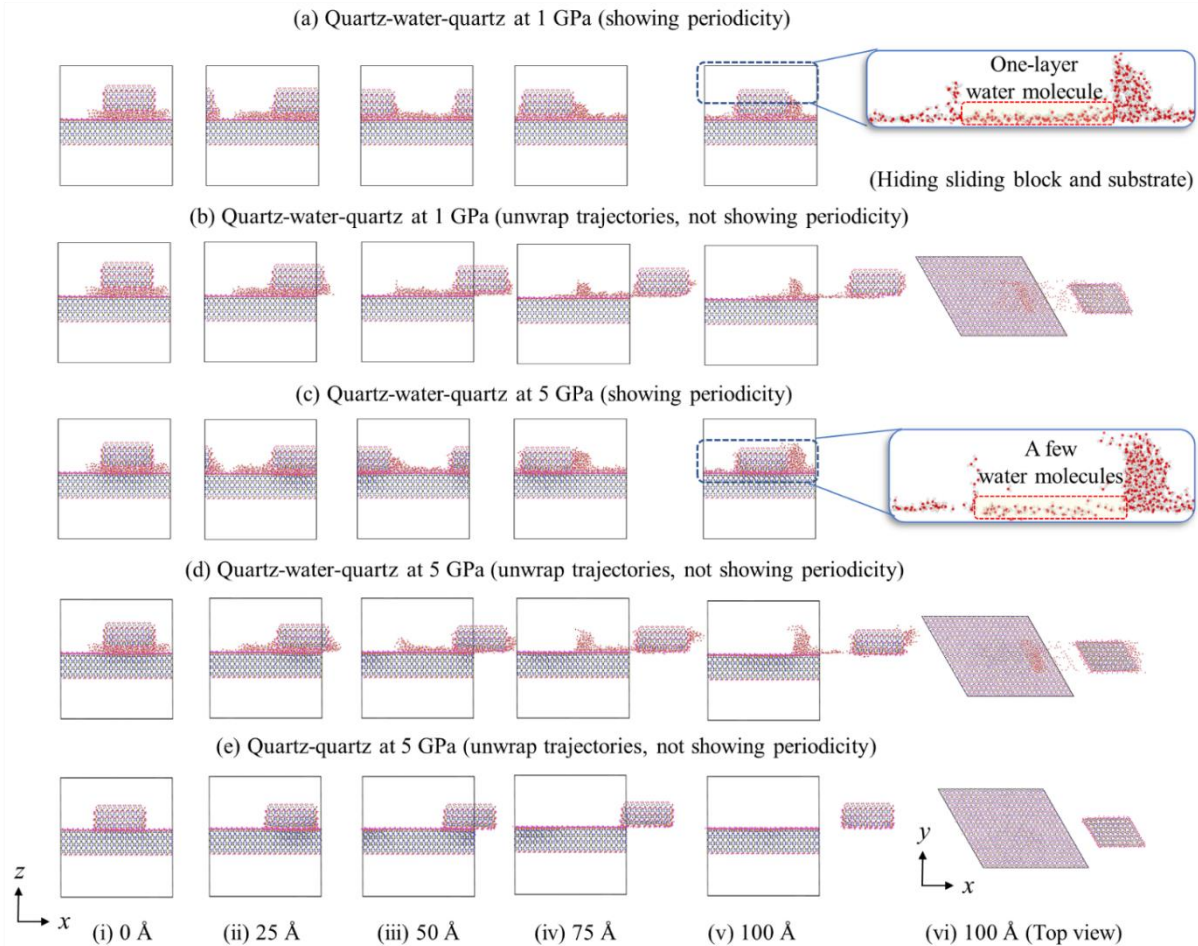 (a) Quartz-water-quartz at 1 GPa (showing periodicity)
One-layer
water molecule
(Hiding sliding block and substrate)
(b) Quartz-water-quartz at 1 GPa (unwrap trajectories, not showing periodicity)
(c) Quartz-water-quartz at 5 GPa (showing periodicity)
A few
water molecules
(d) Quartz-water-quartz at 5 GPa (unwrap trajectories, not showing periodicity)
(e) Quartz-quartz at 5 GPa (unwrap trajectories, not showing periodicity)
z
x
y
x
(i) 0 Å (ii) 25 Å (iii) 50 Å (iv) 75 Å (v) 100 Å (vi) 100 Å (Top view)